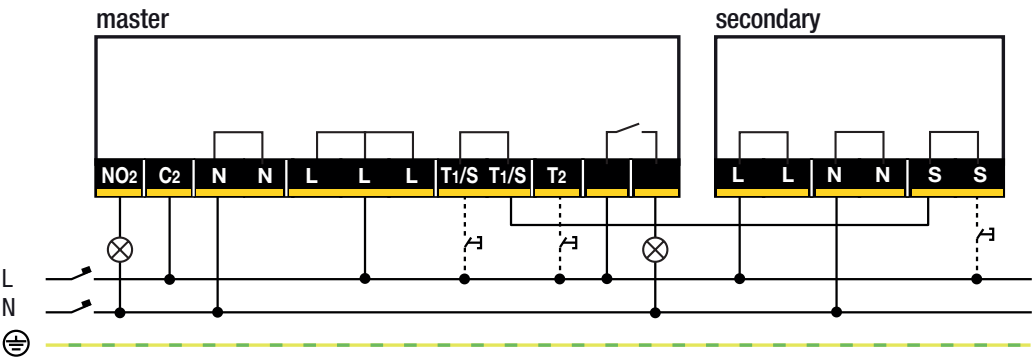 master secondary
NO2 C2 N N L L L T1/S T1/S T2 L L N N S S
L
N